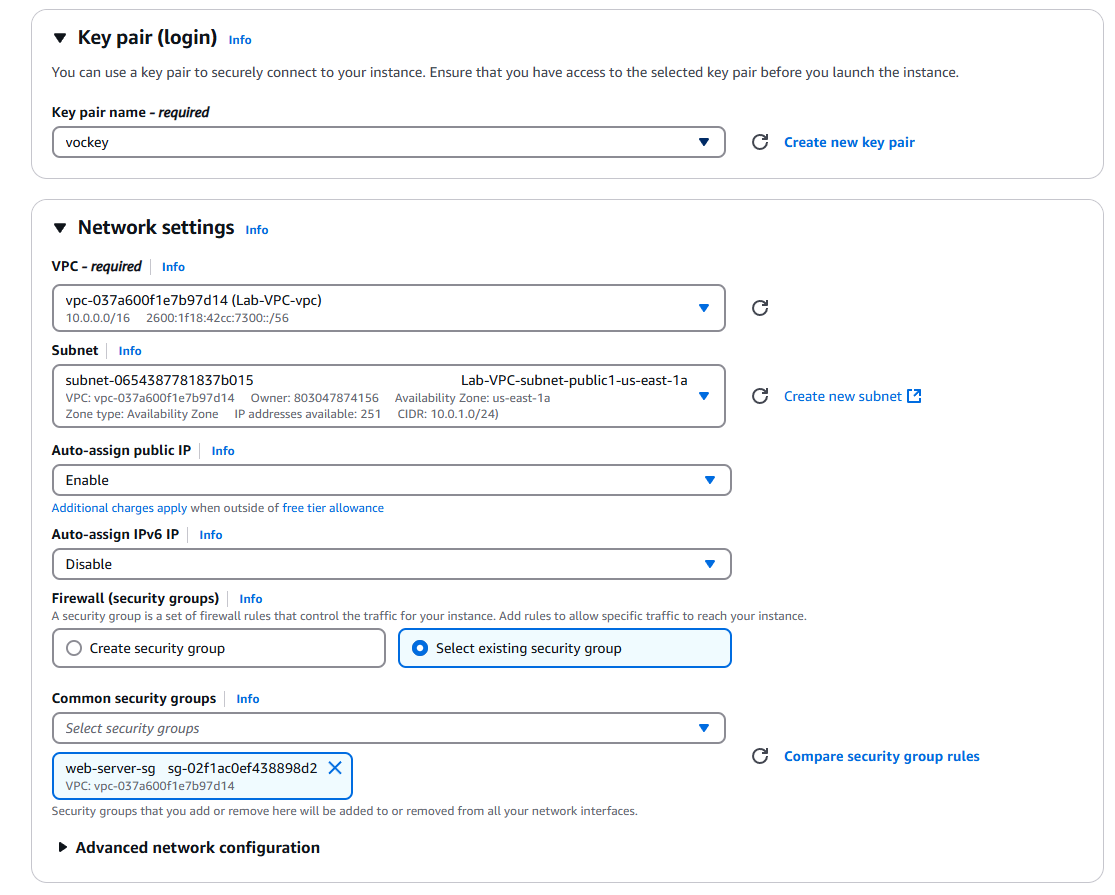 Key pair (login) Info
You can use a key pair to securely connect to your instance. Ensure that you have access to the selected key pair before you launch the instance.
Key pair name - required
vockey
Create new key pair
Network settings Info
VPC - required Info
vpc-037a600f1e7b97d14 (Lab-VPC-vpc)
10.0.0.0/16 2600:1f18:42cc:7300::/56
Subnet Info
subnet-0654387781837b015 Lab-VPC-subnet-public1-us-east-1a
VPC: vpc-037a600f1e7b97d14 Owner: 803047874156 Availability Zone: us-east-1a
Zone type: Availability Zone IP addresses available: 251 CIDR: 10.0.1.0/24)
Create new subnet
Auto-assign public IP Info
Enable
Additional charges apply when outside of free tier allowance
Auto-assign IPv6 IP Info
Disable
Firewall (security groups) Info
A security group is a set of firewall rules that control the traffic for your instance. Add rules to allow specific traffic to reach your instance.
Create security group
Select existing security group
Common security groups Info
Select security groups
web-server-sg sg-02f1ac0ef438898d2
VPC: vpc-037a600f1e7b97d14
Compare security group rules
Security groups that you add or remove here will be added to or removed from all your network interfaces.
Advanced network configuration